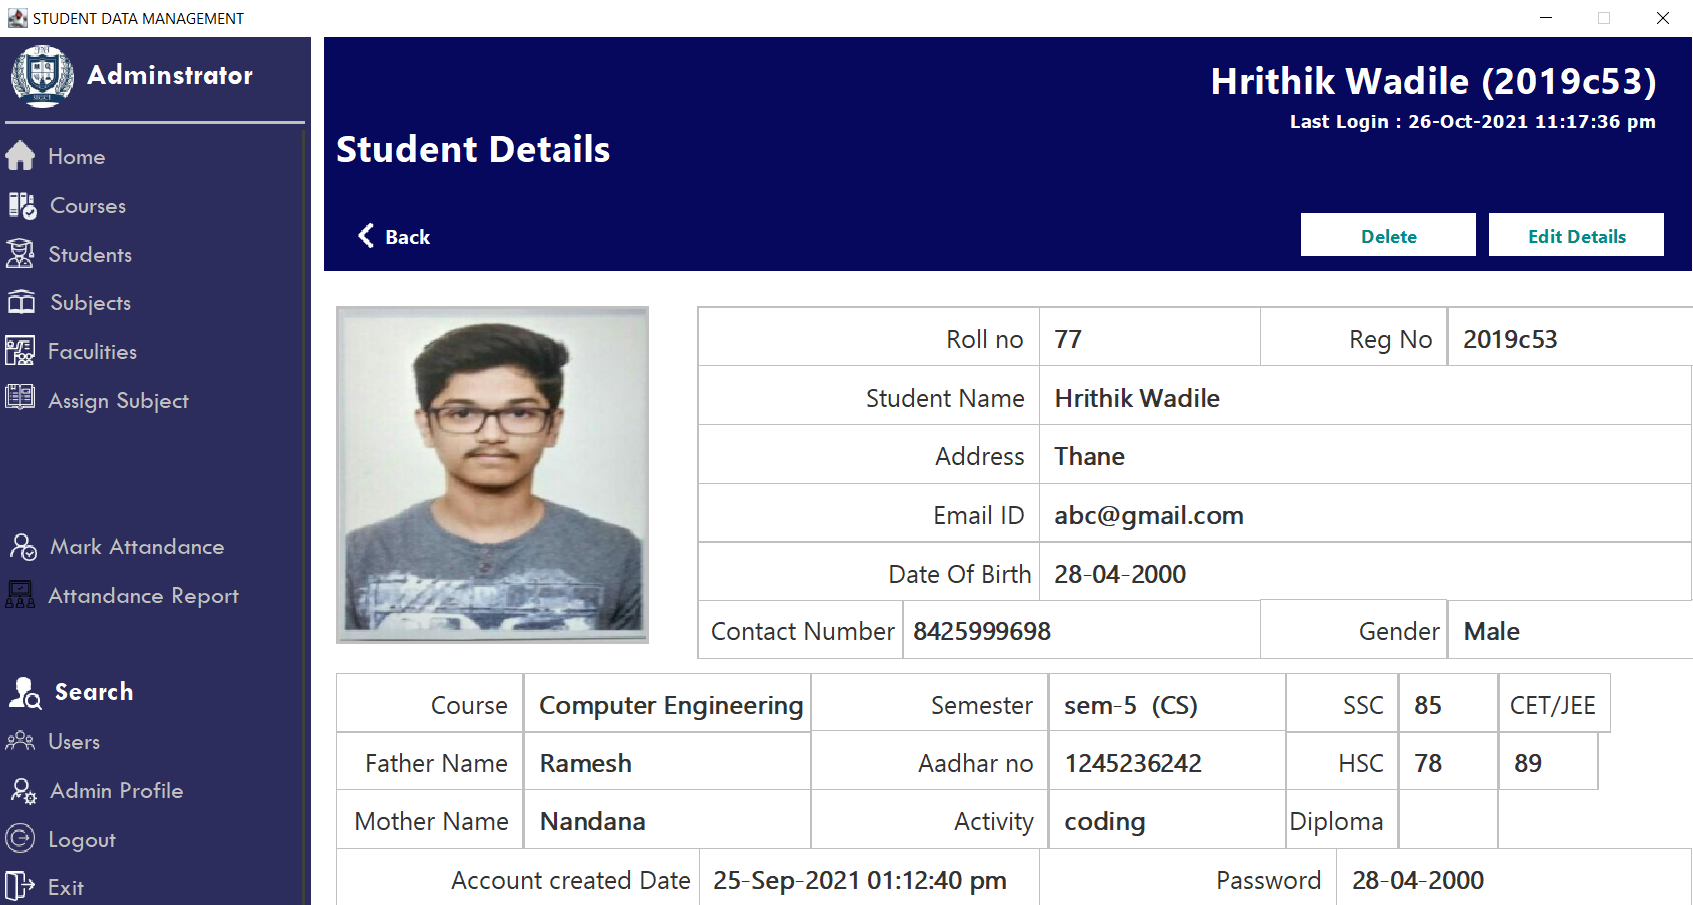 STUDENT DATA MANAGEMENT
Adminstrator
Home
Courses
Students
Subjects
Faculities
Assign Subject
Mark Attandance
Attandance Report
Search
Users
Admin Profile
Logout
Exit
Hrithik Wadile (2019c53)
Last Login : 26-Oct-2021 11:17:36 pm
Student Details
Back
Delete
Edit Details
Roll no 77 Reg No 2019c53
Student Name Hrithik Wadile
Address Thane
Email ID abc@gmail.com
Date Of Birth 28-04-2000
Contact Number 8425999698 Gender Male
Course Computer Engineering Semester sem-5 (CS) SSC 85 CET/JEE
Father Name Ramesh Aadhar no 1245236242 HSC 78 89
Mother Name Nandana Activity coding Diploma
Account created Date 25-Sep-2021 01:12:40 pm Password 28-04-2000